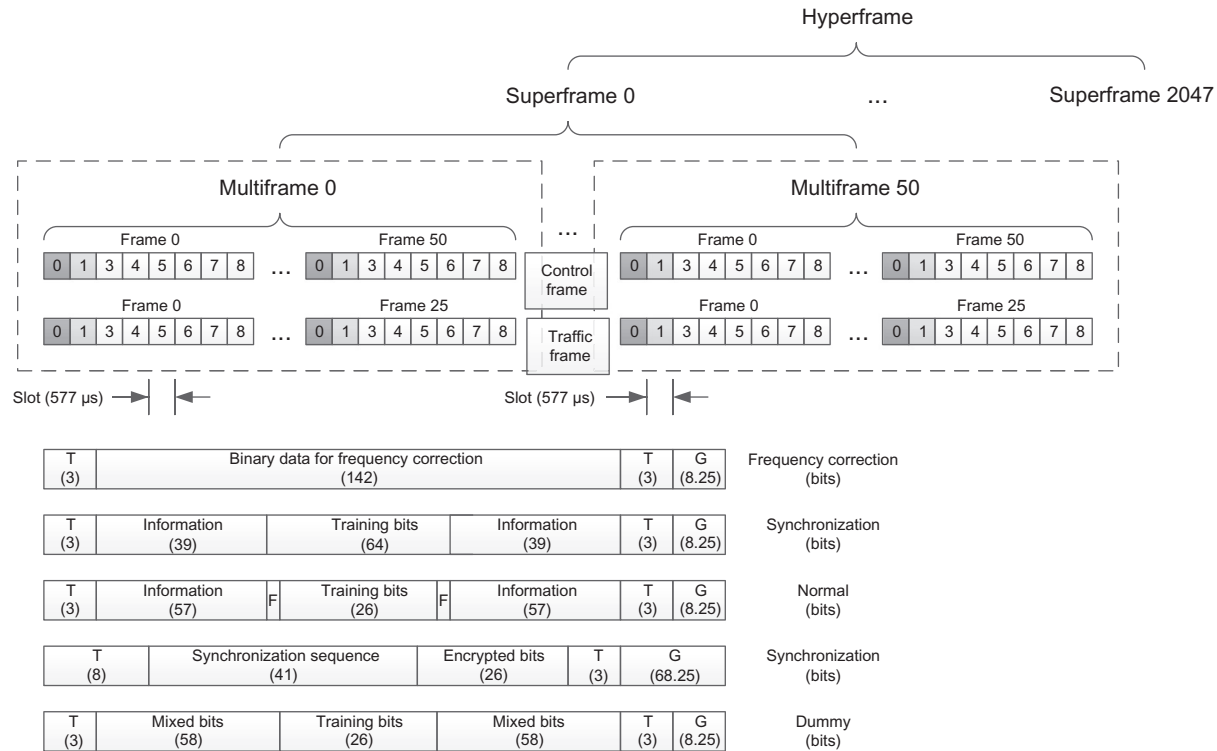 Hyperframe
Superframe 0 ... Superframe 2047
Multiframe 0 ... Multiframe 50
Frame 0 Frame 50 Frame 0 Frame 50
0 1 3 4 5 6 7 8 ... 0 1 3 4 5 6 7 8 Control frame 0 1 3 4 5 6 7 8 ... 0 1 3 4 5 6 7 8
Frame 0 Frame 25 Frame 0 Frame 25
0 1 3 4 5 6 7 8 ... 0 1 3 4 5 6 7 8 Traffic frame 0 1 3 4 5 6 7 8 ... 0 1 3 4 5 6 7 8
Slot (577 µs) Slot (577 µs)
T Binary data for frequency correction T G Frequency correction
(3) (142) (3) (8.25) (bits)
T Information Training bits Information T G Synchronization
(3) (39) (64) (39) (3) (8.25) (bits)
T Information F Training bits F Information T G Normal
(3) (57) (26) (57) (3) (8.25) (bits)
T Synchronization sequence Encrypted bits T G Synchronization
(8) (41) (26) (3) (68.25) (bits)
T Mixed bits Training bits Mixed bits T G Dummy
(3) (58) (26) (58) (3) (8.25) (bits)